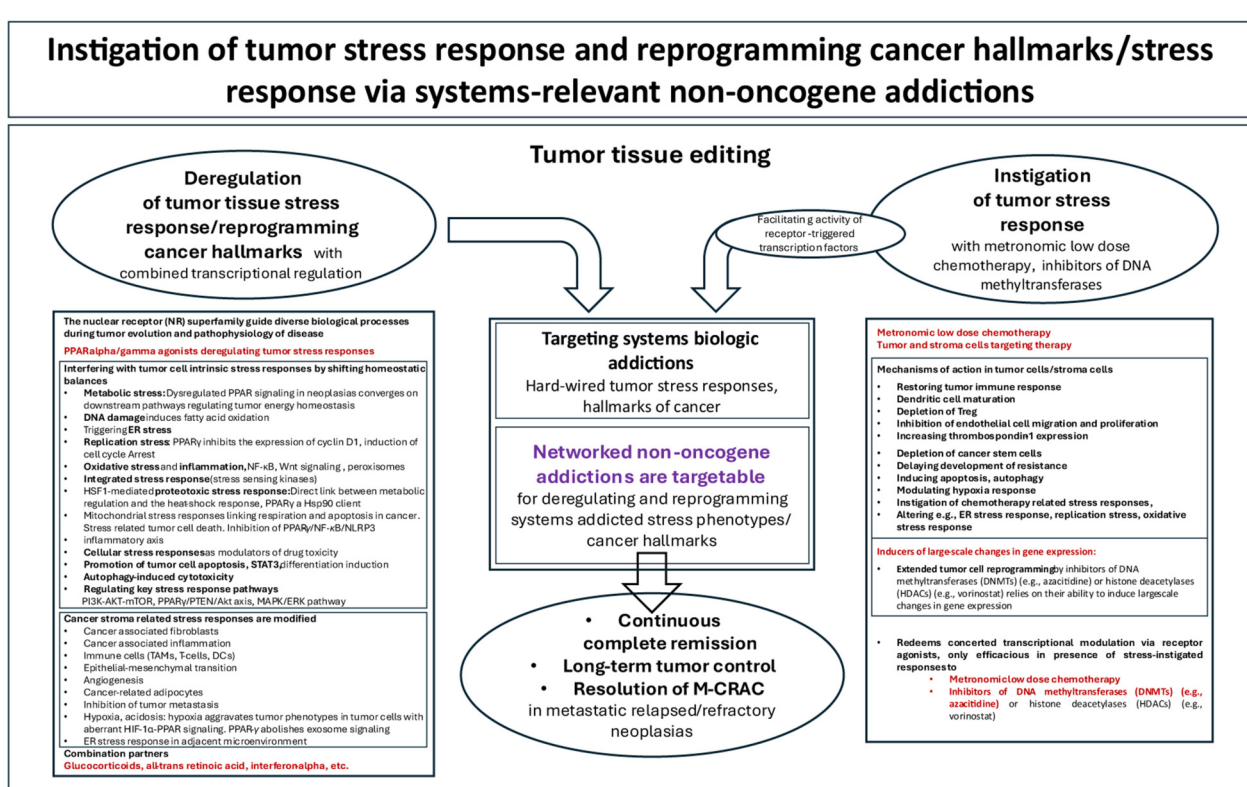 Instigation of tumor stress response and reprogramming cancer hallmarks/stress
response via systems-relevant non-oncogene addictions
Tumor tissue editing
Deregulation
of tumor tissue stress
response/reprogramming
cancer hallmarks with
combined transcriptional regulation
Facilitating activity of
receptor-triggered
transcription factors
Instigation
of tumor stress
response
with metronomic low dose
chemotherapy, inhibitors of DNA
methyltransferases
The nuclear receptor (NR) superfamily guide diverse biological processes
during tumor evolution and pathophysiology of disease
PPARalpha/gamma agonists deregulating tumor stress responses
Interfering with tumor cell intrinsic stress responses by shifting homeostatic
balances
• Metabolic stress: Dysregulated PPAR signaling in neoplasias converges on
downstream pathways regulating tumor energy homeostasis
• DNA damage induces fatty acid oxidation
• Triggering ER stress
• Replication stress: PPARγ inhibits the expression of cyclin D1, induction of
cell cycle Arrest
• Oxidative stress and inflammation, NF-κB, Wnt signaling , peroxisomes
• Integrated stress response (stress sensing kinases)
• HSF1-mediated proteotoxic stress response: Direct link between metabolic
regulation and the heat-shock response, PPARγ a Hsp90 client
• Mitochondrial stress responses linking respiration and apoptosis in cancer.
Stress related tumor cell death. Inhibition of PPARγ/NF-κB/NLRP3
• inflammatory axis
• Cellular stress responses as modulators of drug toxicity
• Promotion of tumor cell apoptosis, STAT3, differentiation induction
• Autophagy-induced cytotoxicity
• Regulating key stress response pathways
PI3K-AKT-mTOR, PPARγ/PTEN/Akt axis, MAPK/ERK pathway
Cancer stroma related stress responses are modified
• Cancer associated fibroblasts
• Cancer associated inflammation
• Immune cells (TAMs, T-cells, DCs)
• Epithelial-mesenchymal transition
• Angiogenesis
• Cancer-related adipocytes
• Inhibition of tumor metastasis
• Hypoxia, acidosis: hypoxia aggravates tumor phenotypes in tumor cells with
aberrant HIF-1α-PPAR signaling. PPAR-γ abolishes exosome signaling
• ER stress response in adjacent microenvironment
Combination partners
Glucocorticoids, all-trans retinoic acid, interferon-alpha, etc.
Targeting systems biologic
addictions
Hard-wired tumor stress responses,
hallmarks of cancer
Networked non-oncogene
addictions are targetable
for deregulating and reprogramming
systems addicted stress phenotypes/
cancer hallmarks
• Continuous
complete remission
• Long-term tumor control
• Resolution of M-CRAC
in metastatic relapsed/refractory
neoplasias
Metronomic low dose chemotherapy
Tumor and stroma cells targeting therapy
Mechanisms of action in tumor cells/stroma cells
• Restoring tumor immune response
• Dendritic cell maturation
• Depletion of Treg
• Inhibition of endothelial cell migration and proliferation
• Increasing thrombospondin1 expression
• Depletion of cancer stem cells
• Delaying development of resistance
• Inducing apoptosis, autophagy
• Modulating hypoxia response
• Instigation of chemotherapy related stress responses,
• Altering e.g., ER stress response, replication stress, oxidative
stress response
Inducers of large-scale changes in gene expression:
• Extended tumor cell reprogramming by inhibitors of DNA
methyltransferases (DNMTs) (e.g., azacitidine) or histone deacetylases
(HDACs) (e.g., vorinostat) relies on their ability to induce largescale
changes in gene expression
• Redeems concerted transcriptional modulation via receptor
agonists, only efficacious in presence of stress-instigated
responses to
• Metronomic low dose chemotherapy
• Inhibitors of DNA methyltransferases (DNMTs) (e.g.,
azacitidine) or histone deacetylases (HDACs) (e.g.,
vorinostat)